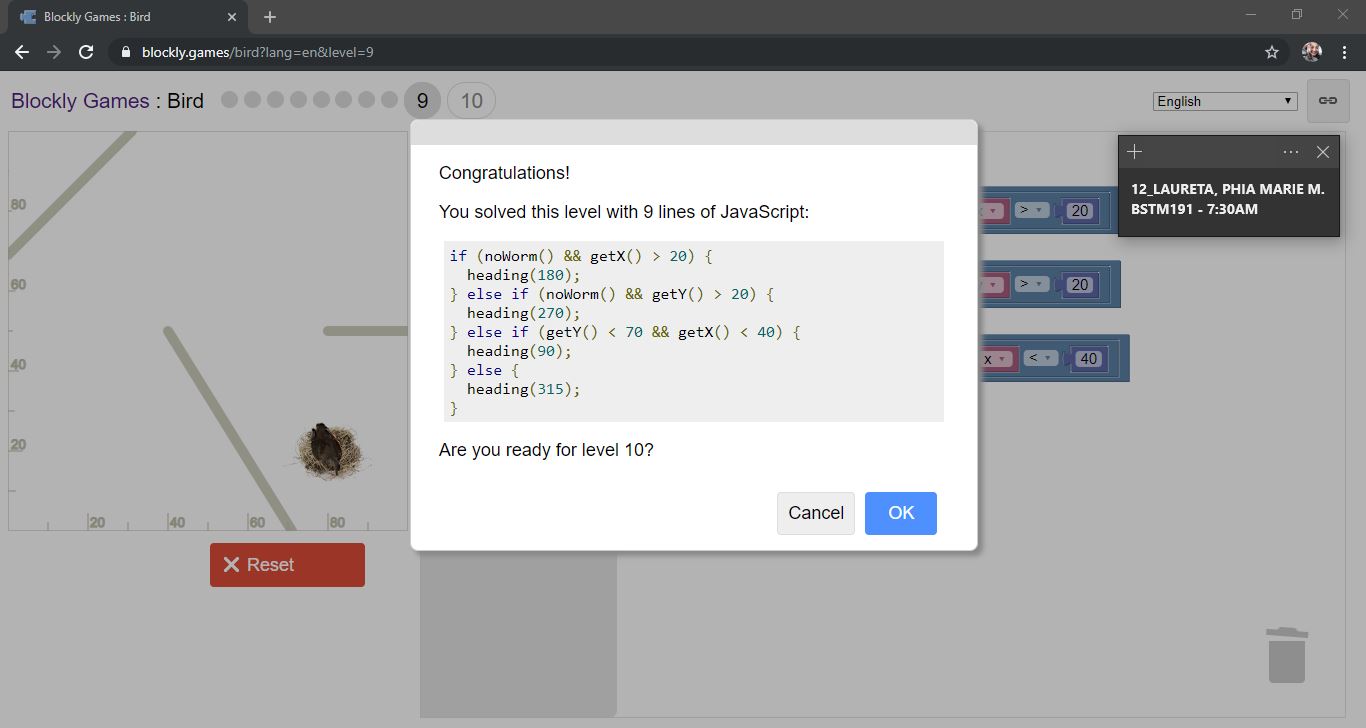 Blockly Games : Bird
blockly.games/bird?lang=en&level=9
Blockly Games : Bird
9
10
English
12_LAURETA, PHIA MARIE M.
BSTM191 - 7:30AM
Congratulations!
You solved this level with 9 lines of JavaScript:
if (noWorm() && getX() > 20) {
  heading(180);
} else if (noWorm() && getY() > 20) {
  heading(270);
} else if (getY() < 70 && getX() < 40) {
  heading(90);
} else {
  heading(315);
}
Are you ready for level 10?
Cancel
OK
> 20
> 20
x < 40
80
60
40
20
20
40
60
80
Reset